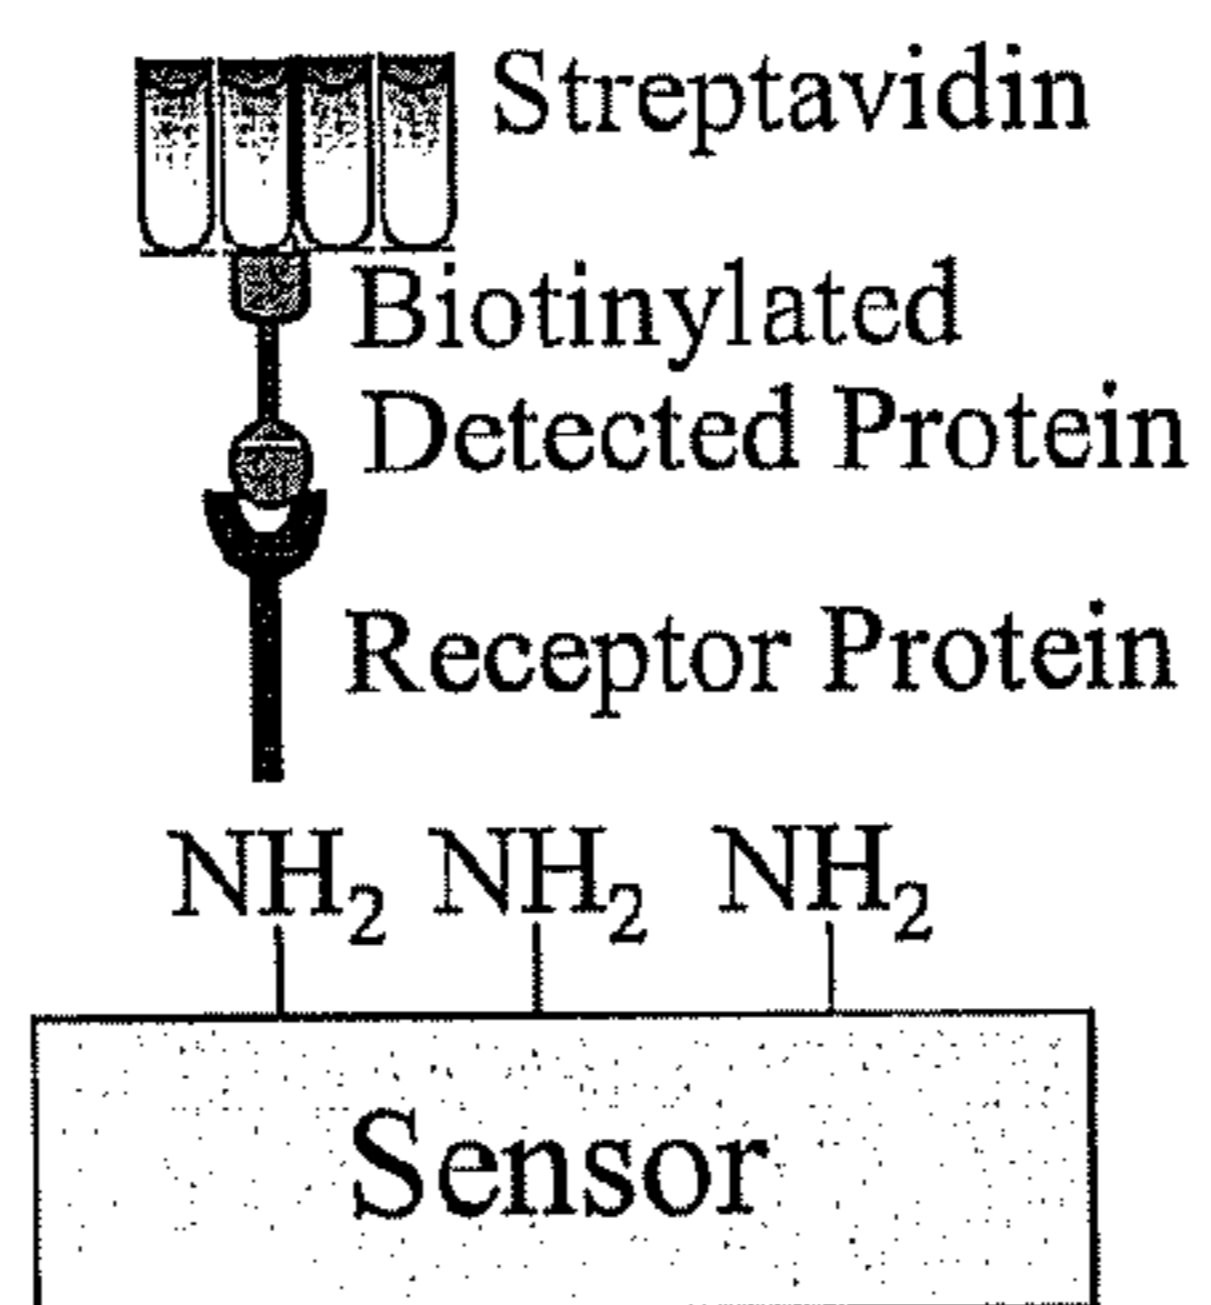 Streptavidin
Biotinylated
Detected Protein
Receptor Protein
NH2 NH2 NH2
Sensor